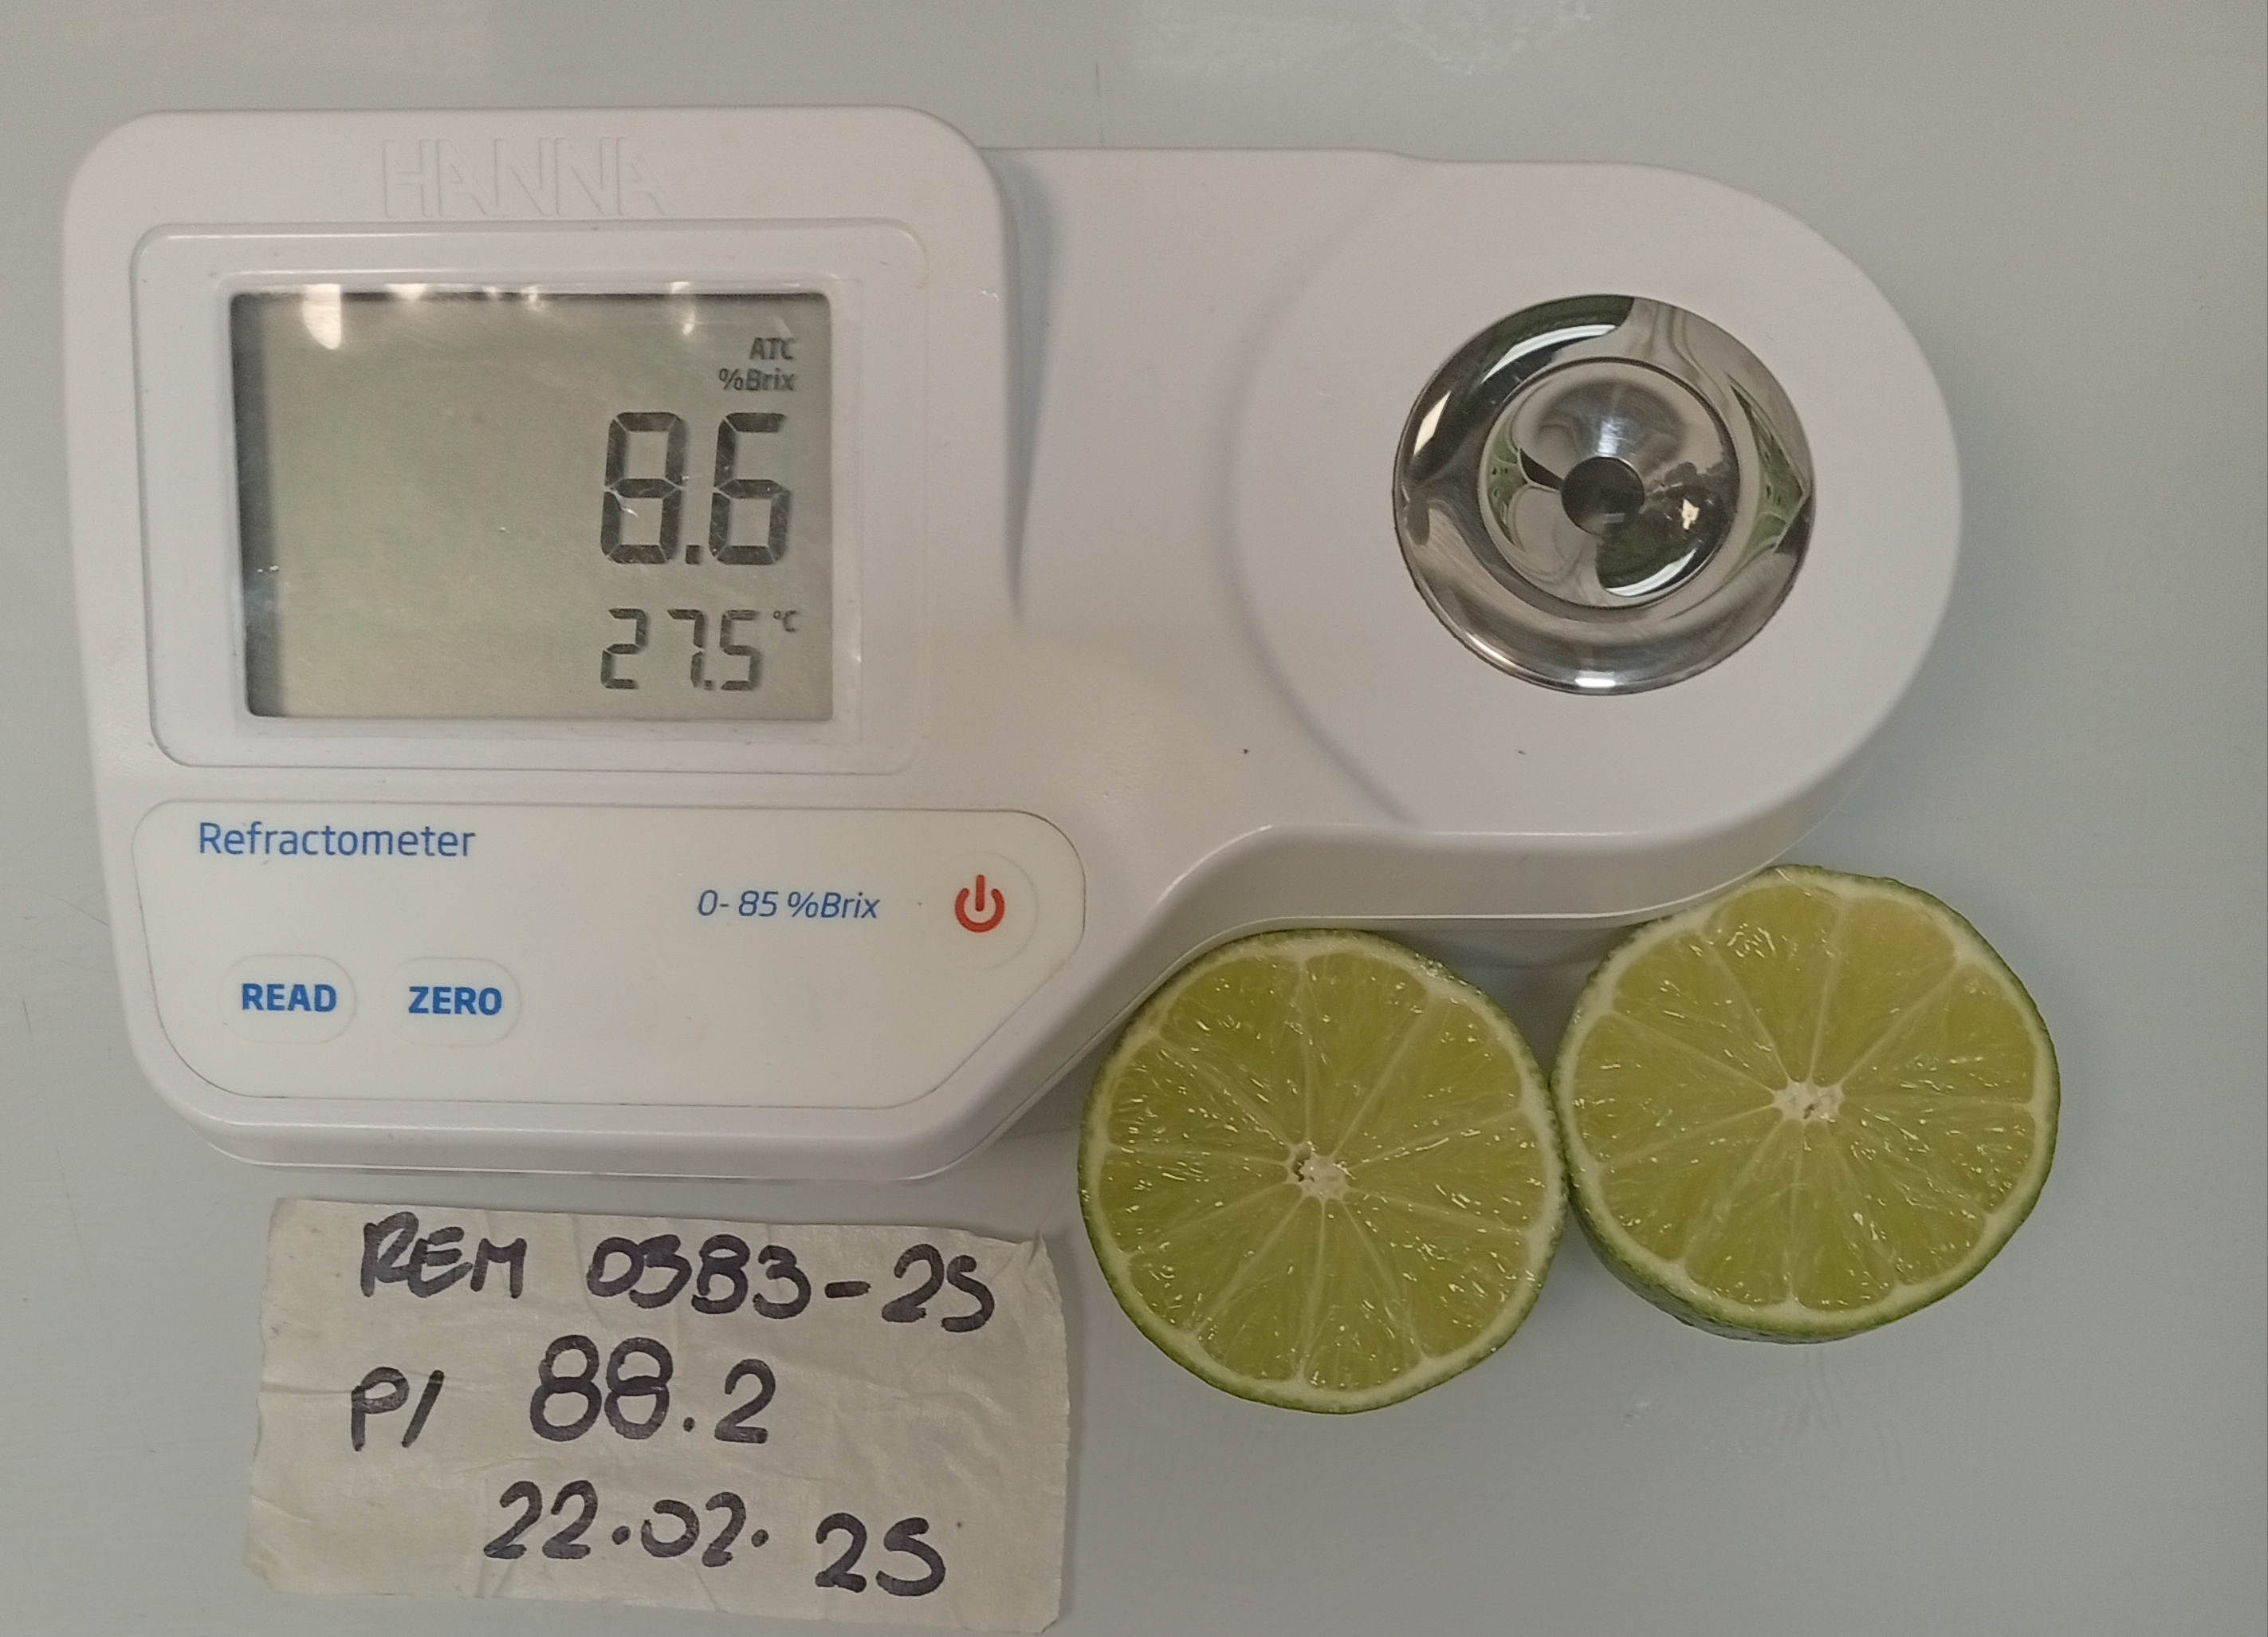 HANNA
ATC
%Brix
8.6
27.5 °C
Refractometer
0- 85 %Brix
READ ZERO
REM 0383-25
P/ 88.2
22.02. 25